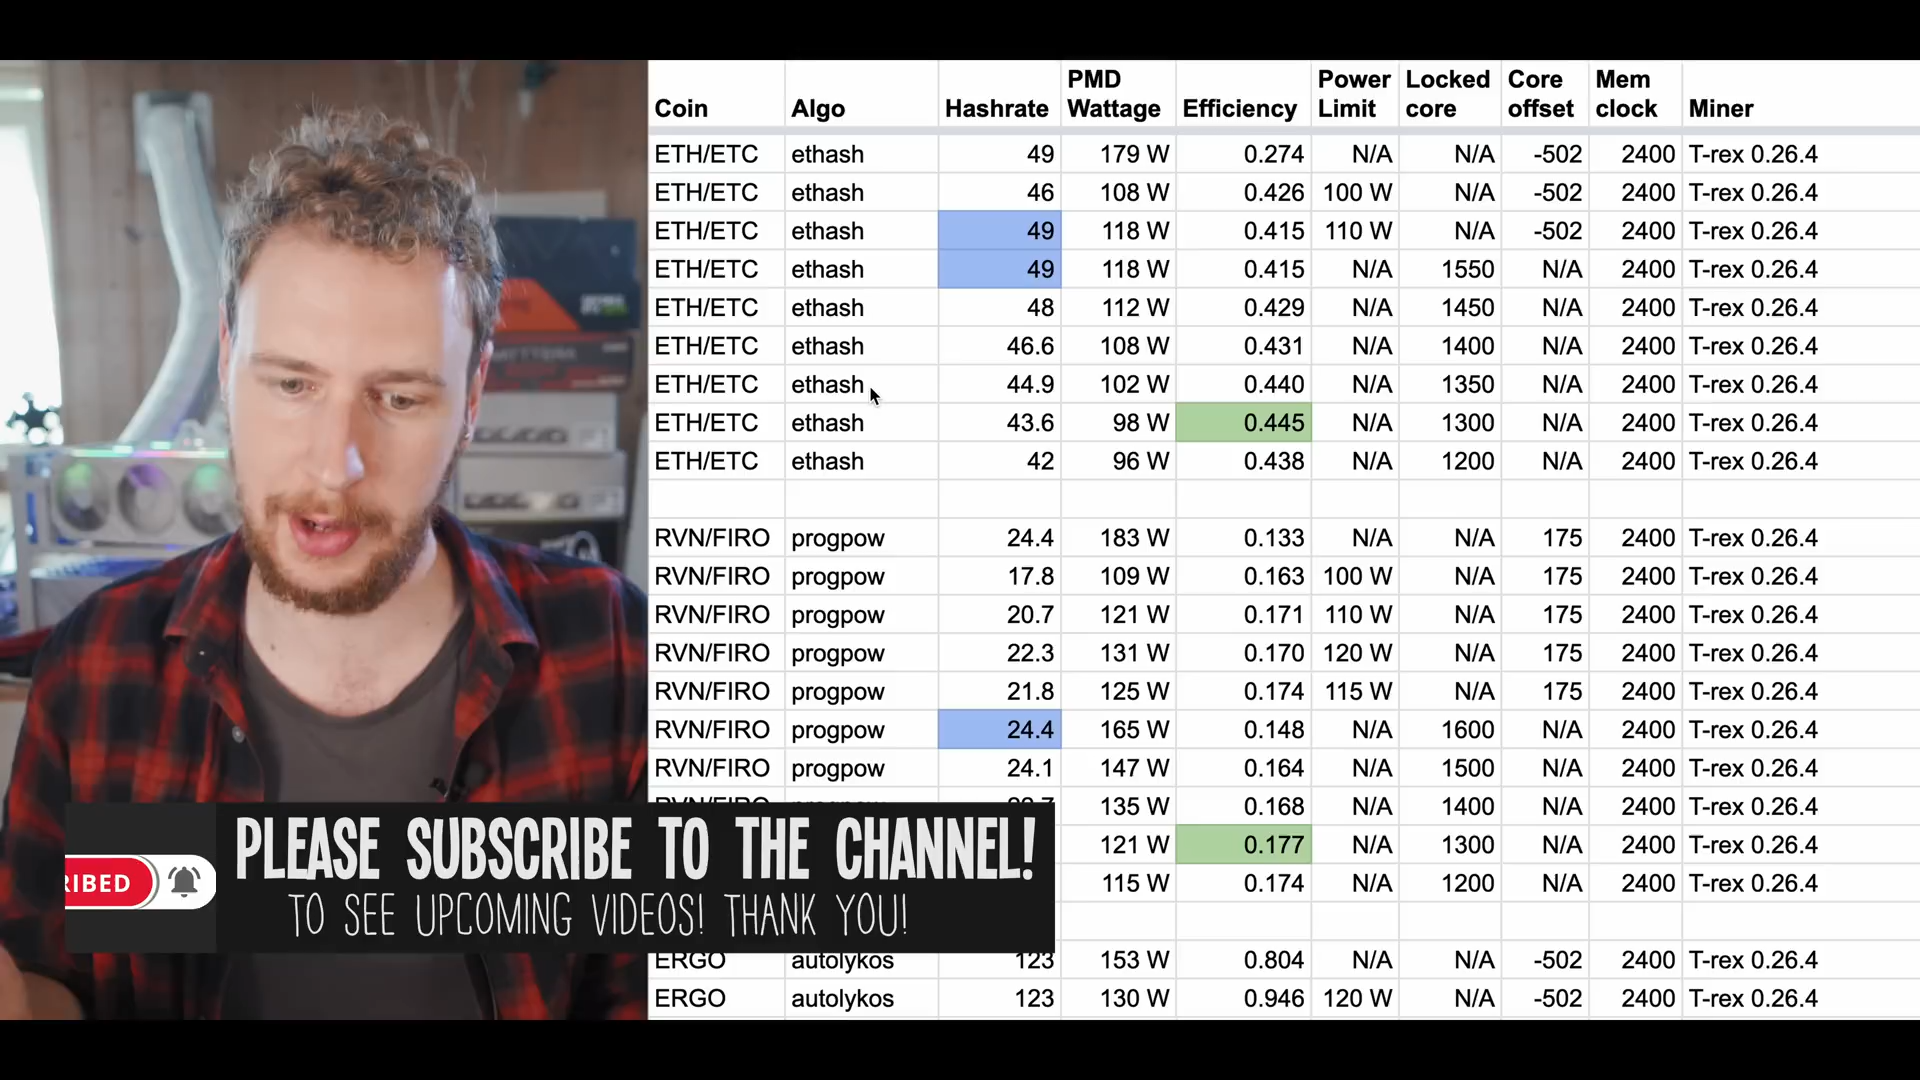 Coin Algo Hashrate PMD Wattage Efficiency Power Limit Locked core Core offset Mem clock Miner
ETH/ETC ethash 49 179 W 0.274 N/A N/A -502 2400 T-rex 0.26.4
ETH/ETC ethash 46 108 W 0.426 100 W N/A -502 2400 T-rex 0.26.4
ETH/ETC ethash 49 118 W 0.415 110 W N/A -502 2400 T-rex 0.26.4
ETH/ETC ethash 49 118 W 0.415 N/A 1550 N/A 2400 T-rex 0.26.4
ETH/ETC ethash 48 112 W 0.429 N/A 1450 N/A 2400 T-rex 0.26.4
ETH/ETC ethash 46.6 108 W 0.431 N/A 1400 N/A 2400 T-rex 0.26.4
ETH/ETC ethash 44.9 102 W 0.440 N/A 1350 N/A 2400 T-rex 0.26.4
ETH/ETC ethash 43.6 98 W 0.445 N/A 1300 N/A 2400 T-rex 0.26.4
ETH/ETC ethash 42 96 W 0.438 N/A 1200 N/A 2400 T-rex 0.26.4
RVN/FIRO progpow 24.4 183 W 0.133 N/A N/A 175 2400 T-rex 0.26.4
RVN/FIRO progpow 17.8 109 W 0.163 100 W N/A 175 2400 T-rex 0.26.4
RVN/FIRO progpow 20.7 121 W 0.171 110 W N/A 175 2400 T-rex 0.26.4
RVN/FIRO progpow 22.3 131 W 0.170 120 W N/A 175 2400 T-rex 0.26.4
RVN/FIRO progpow 21.8 125 W 0.174 115 W N/A 175 2400 T-rex 0.26.4
RVN/FIRO progpow 24.4 165 W 0.148 N/A 1600 N/A 2400 T-rex 0.26.4
RVN/FIRO progpow 24.1 147 W 0.164 N/A 1500 N/A 2400 T-rex 0.26.4
135 W 0.168 N/A 1400 N/A 2400 T-rex 0.26.4
121 W 0.177 N/A 1300 N/A 2400 T-rex 0.26.4
115 W 0.174 N/A 1200 N/A 2400 T-rex 0.26.4
ERGO autolykos 123 153 W 0.804 N/A N/A -502 2400 T-rex 0.26.4
ERGO autolykos 123 130 W 0.946 120 W N/A -502 2400 T-rex 0.26.4
RIBED
PLEASE SUBSCRIBE TO THE CHANNEL!
TO SEE UPCOMING VIDEOS! THANK YOU!